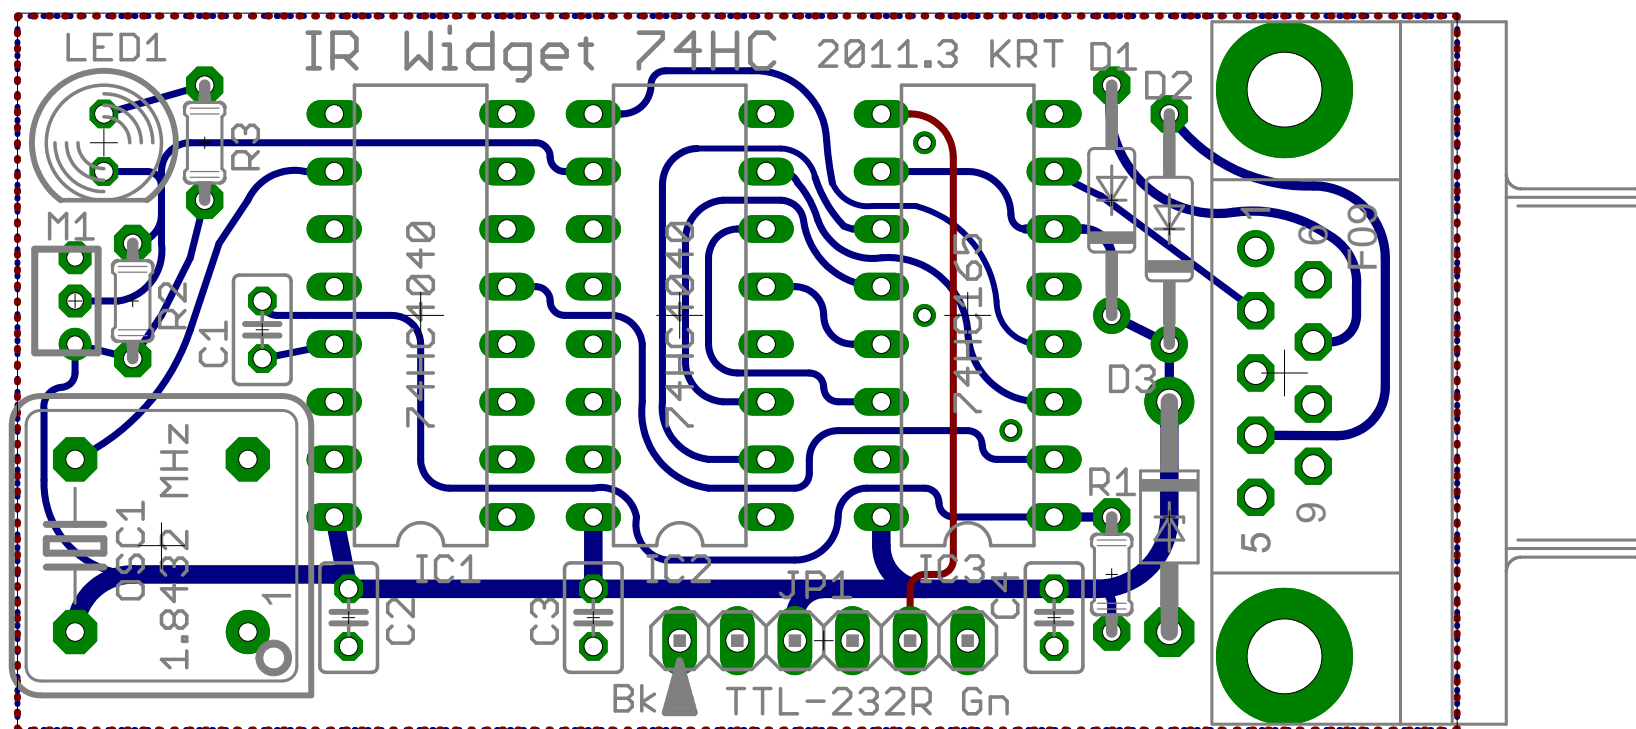 LED1
IR Widget 74HC
2011.3 KRT
D1
D2
R3
M1
R2
C1
74HC4040
74HC4040
74HC165
1
6
F09
D3
1.8432 MHz
OSC1
1
R1
5
9
IC1
IC2
IC3
JP1
C2
C3
C4
Bk
TTL-232R Gn